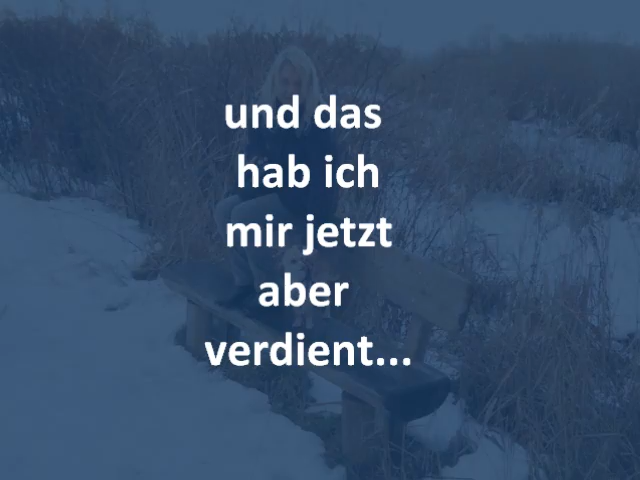 und das
hab ich
mir jetzt
aber
verdient...